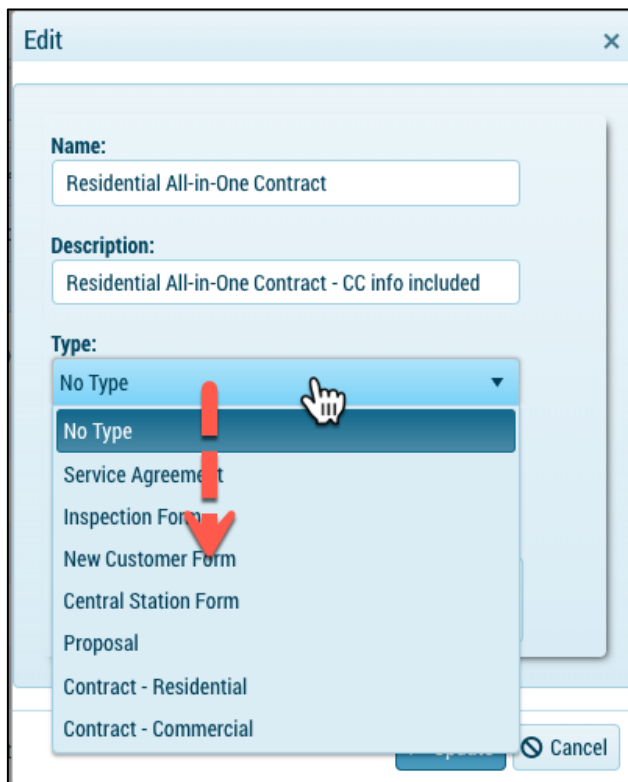 Edit
Name:
Residential All-in-One Contract
Description:
Residential All-in-One Contract - CC info included
Type:
No Type
No Type
Service Agreement
Inspection Form
New Customer Form
Central Station Form
Proposal
Contract - Residential
Contract - Commercial
Cancel